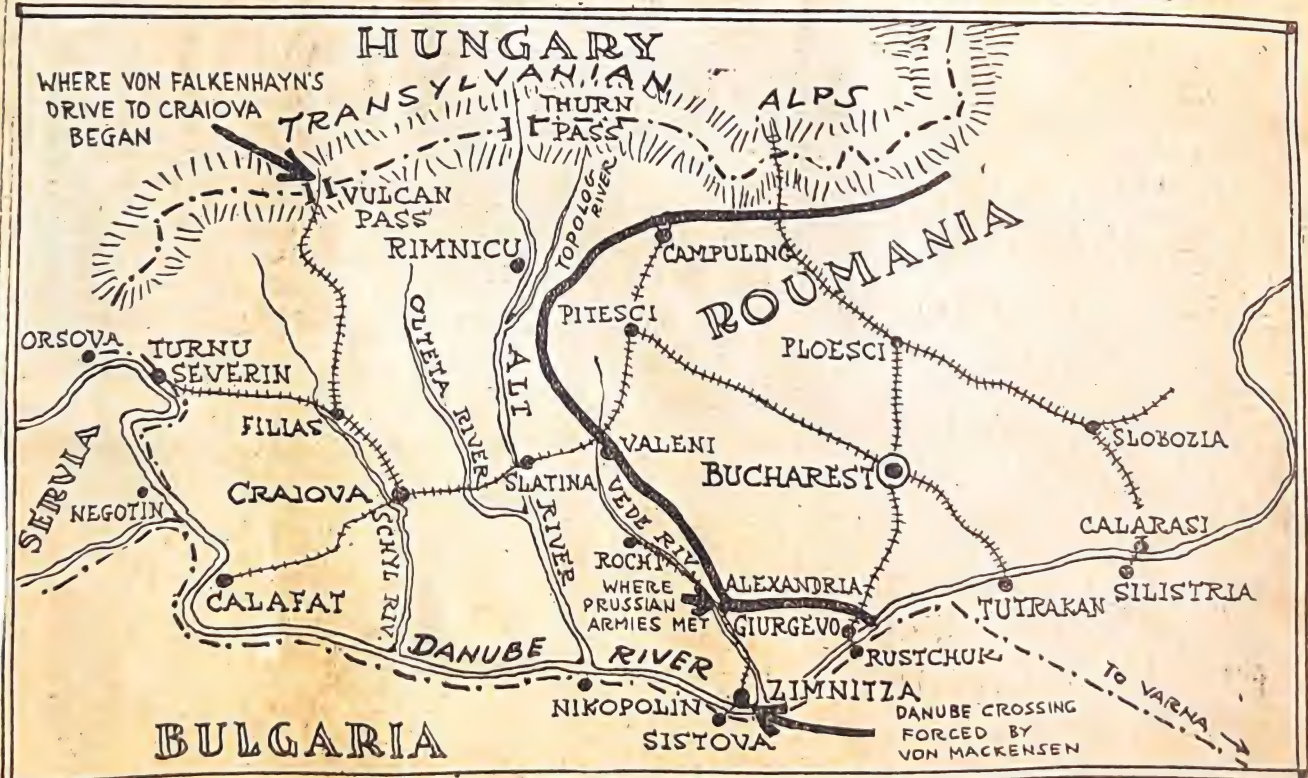 HUNGARY
WHERE VON FALKENHAYN'S
DRIVE TO CRAIOVA
BEGAN
TRANSYLVANIAN ALPS
THURN
PASS
VULCAN
PASS
TOPOLOG
RIVER
RIMNICU
CAMPULING
ROUMANIA
ORSOVA
TURNU
SEVERIN
OLTETA RIVER
ALT RIVER
PITESCI
PLOESCI
FILIAS
VALENI
SLOBOZIA
SERVIA
NEGOTIN
CRAIOVA
SLATINA
BUCHAREST
SCHYL RIV.
VEDE RIV.
ROCHI
CALARASI
CALAFAT
WHERE
PRUSSIAN
ARMIES MET
ALEXANDRIA
GIURGEVO
TUTRAKAN
SILISTRIA
DANUBE RIVER
RUSTCHUK
TO VARNA
NIKOPOLIN
ZIMNITZA
SISTOVA
DANUBE CROSSING
FORCED BY
VON MACKENSEN
BULGARIA